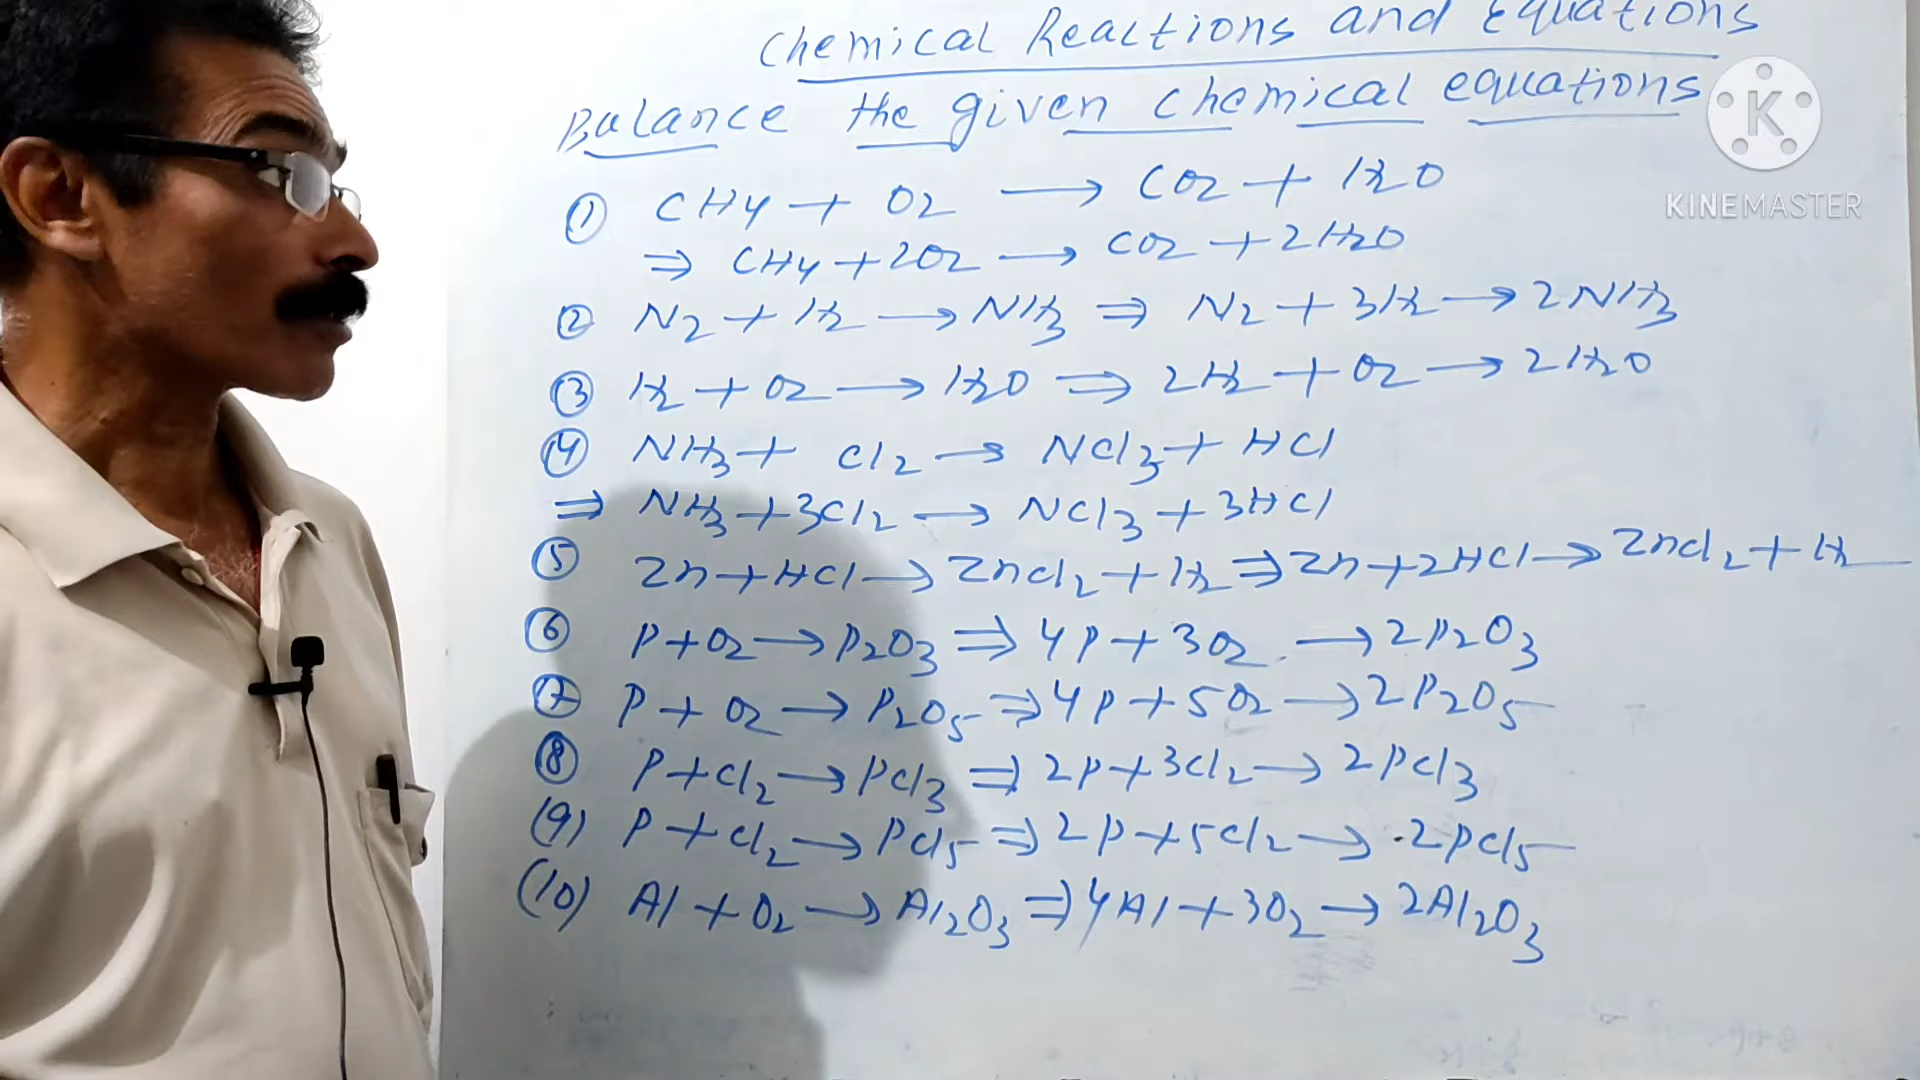 Chemical Reactions and Equations
Balance the given chemical equations
K
KINEMASTER
① CH4 + O2 → CO2 + H2O
⇒ CH4 + 2O2 → CO2 + 2H2O
② N2 + H2 → NH3 ⇒ N2 + 3H2 → 2NH3
③ H2 + O2 → H2O ⇒ 2H2 + O2 → 2H2O
④ NH3 + Cl2 → NCl3 + HCl
⇒ NH3 + 3Cl2 → NCl3 + 3HCl
⑤ Zn + HCl → ZnCl2 + H2 ⇒ Zn + 2HCl → ZnCl2 + H2
⑥ P + O2 → P2O3 ⇒ 4P + 3O2 → 2P2O3
⑦ P + O2 → P2O5 ⇒ 4P + 5O2 → 2P2O5
⑧ P + Cl2 → PCl3 ⇒ 2P + 3Cl2 → 2PCl3
(9) P + Cl2 → PCl5 ⇒ 2P + 5Cl2 → 2PCl5
(10) Al + O2 → Al2O3 ⇒ 4Al + 3O2 → 2Al2O3